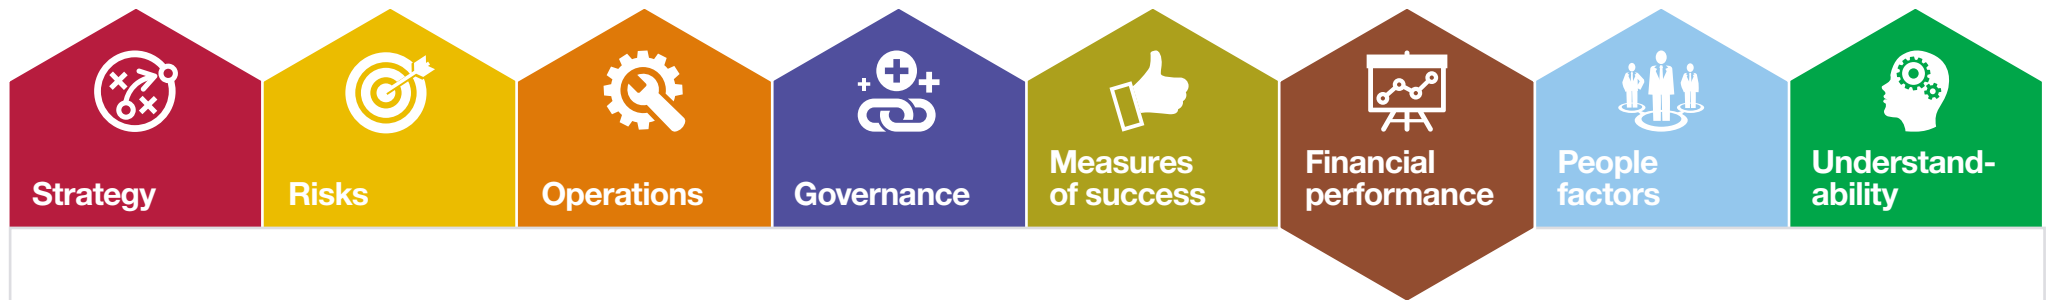 Strategy
Risks
Operations
Governance
Measures
of success
Financial
performance
People
factors
Understand-
ability